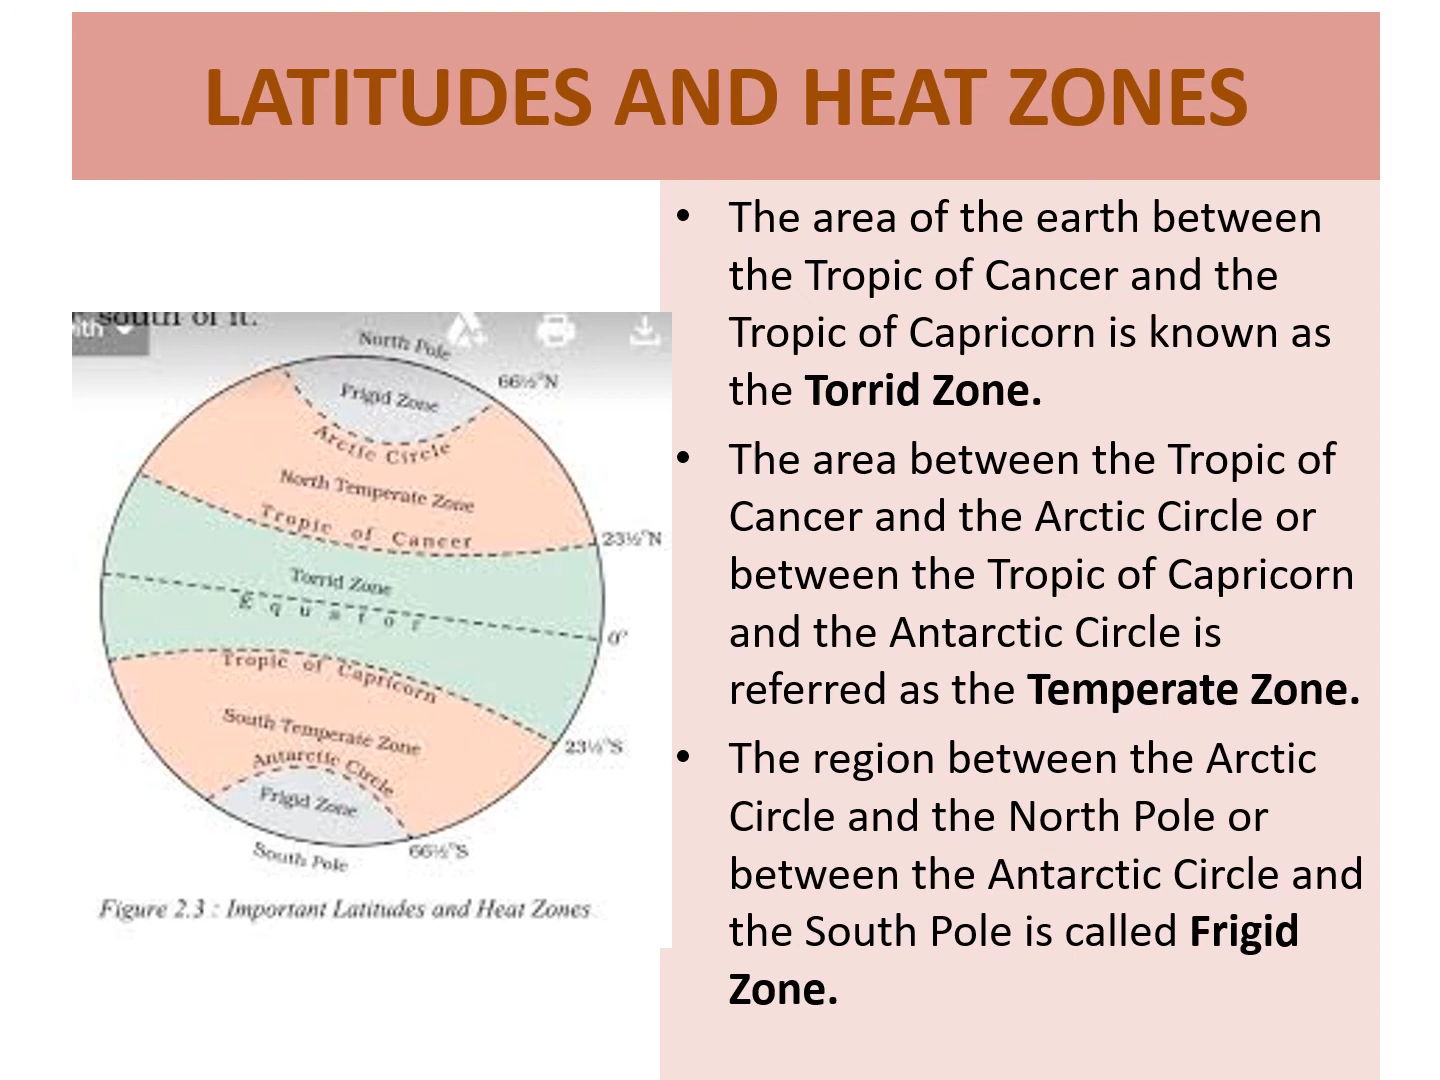 LATITUDES AND HEAT ZONES
• The area of the earth between
the Tropic of Cancer and the
Tropic of Capricorn is known as
the Torrid Zone.
• The area between the Tropic of
Cancer and the Arctic Circle or
between the Tropic of Capricorn
and the Antarctic Circle is
referred as the Temperate Zone.
• The region between the Arctic
Circle and the North Pole or
between the Antarctic Circle and
the South Pole is called Frigid
Zone.
south of it.
North Pole
66½°N
Frigid Zone
Arctic Circle
North Temperate Zone
Tropic of Cancer
23½°N
Torrid Zone
Equator
0°
Tropic of Capricorn
South Temperate Zone
23½°S
Antarctic Circle
Frigid Zone
66½°S
South Pole
Figure 2.3 : Important Latitudes and Heat Zones